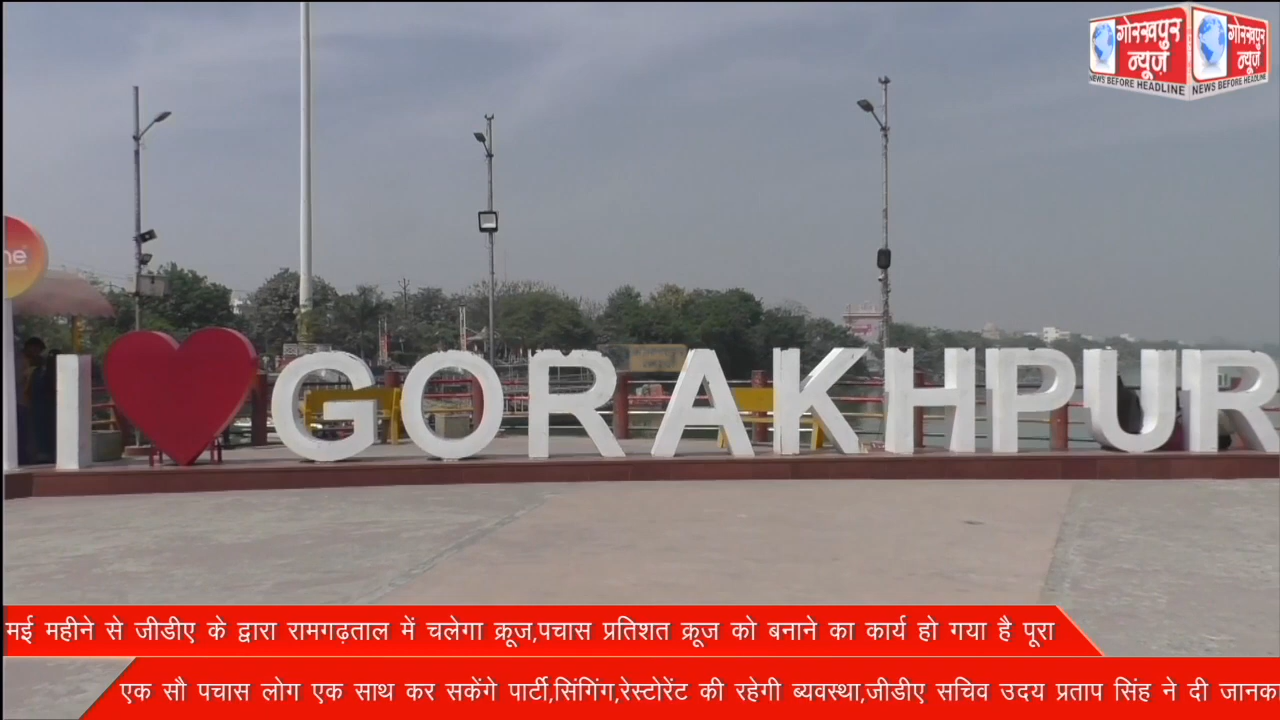 गोरखपुर गोरखपुर
न्यूज़ न्यूज़
NEWS BEFORE HEADLINE NEWS BEFORE HEADLINE
I GORAKHPUR
मई महीने से जीडीए के द्वारा रामगढ़ताल में चलेगा क्रूज,पचास प्रतिशत क्रूज को बनाने का कार्य हो गया है पूरा
एक सौ पचास लोग एक साथ कर सकेंगे पार्टी,सिंगिंग,रेस्टोरेंट की रहेगी ब्यवस्था,जीडीए सचिव उदय प्रताप सिंह ने दी जानका